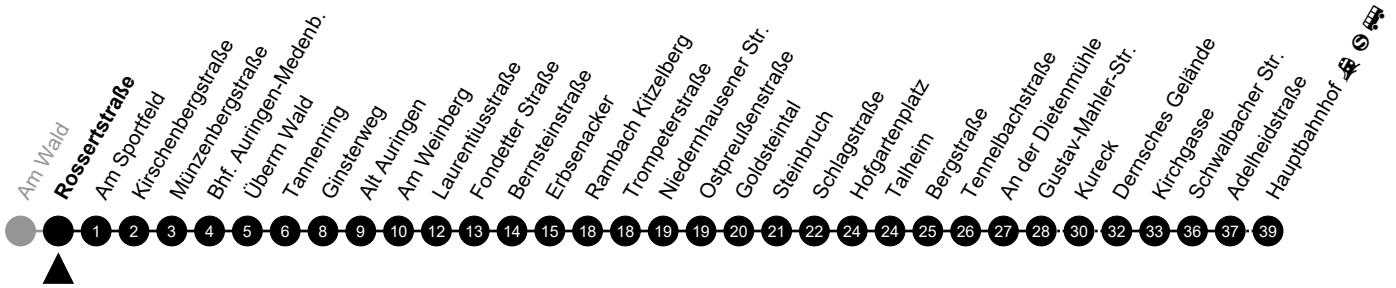 Am Wald
Rossertstraße
Am Sportfeld
Kirschenbergstraße
Münzenbergstraße
Bhf. Auringen-Medenb.
Überm Wald
Tannenring
Ginsterweg
Alt Auringen
Am Weinberg
Laurentiusstraße
Fondetter Straße
Bernsteinstraße
Erbsenacker
Rambach Kitzelberg
Trompeterstraße
Niedernhausener Str.
Ostpreußenstraße
Goldsteintal
Steinbruch
Schlagstraße
Hofgartenplatz
Talheim
Bergstraße
Tennelbachstraße
An der Dietenmühle
Gustav-Mahler-Str.
Kureck
Dernsches Gelände
Kirchgasse
Schwalbacher Str.
Adelheidstraße
Hauptbahnhof S
1 2 3 4 5 6 8 9 10 12 13 14 15 18 18 19 19 20 21 22 24 24 25 26 27 28 30 32 33 36 37 39